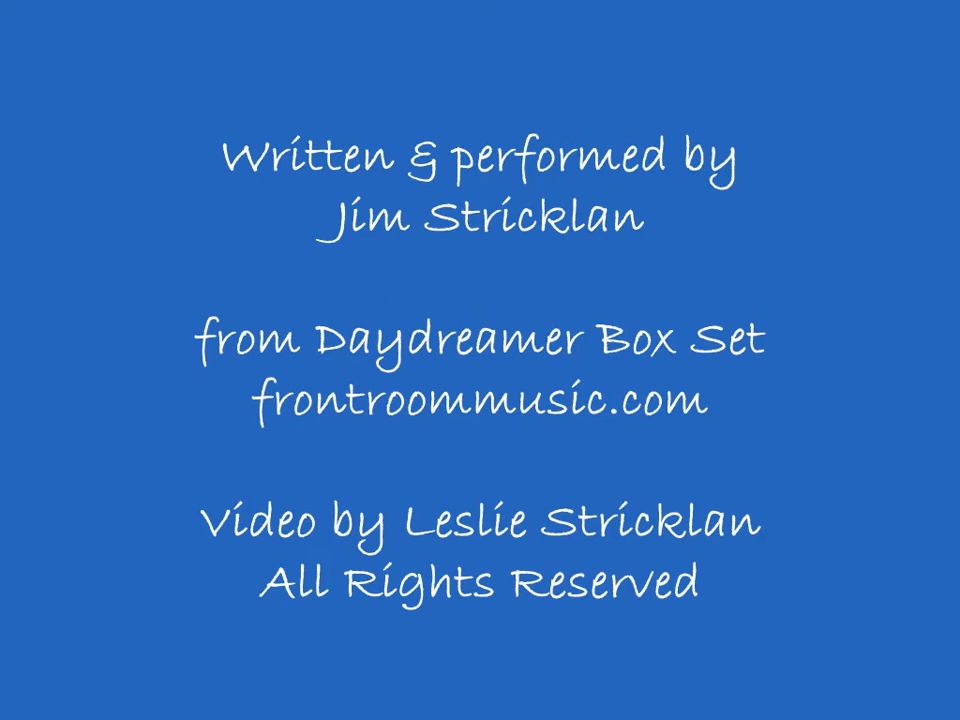 Written & performed by
Jim Stricklan
from Daydreamer Box Set
frontroommusic.com
Video by Leslie Stricklan
All Rights Reserved